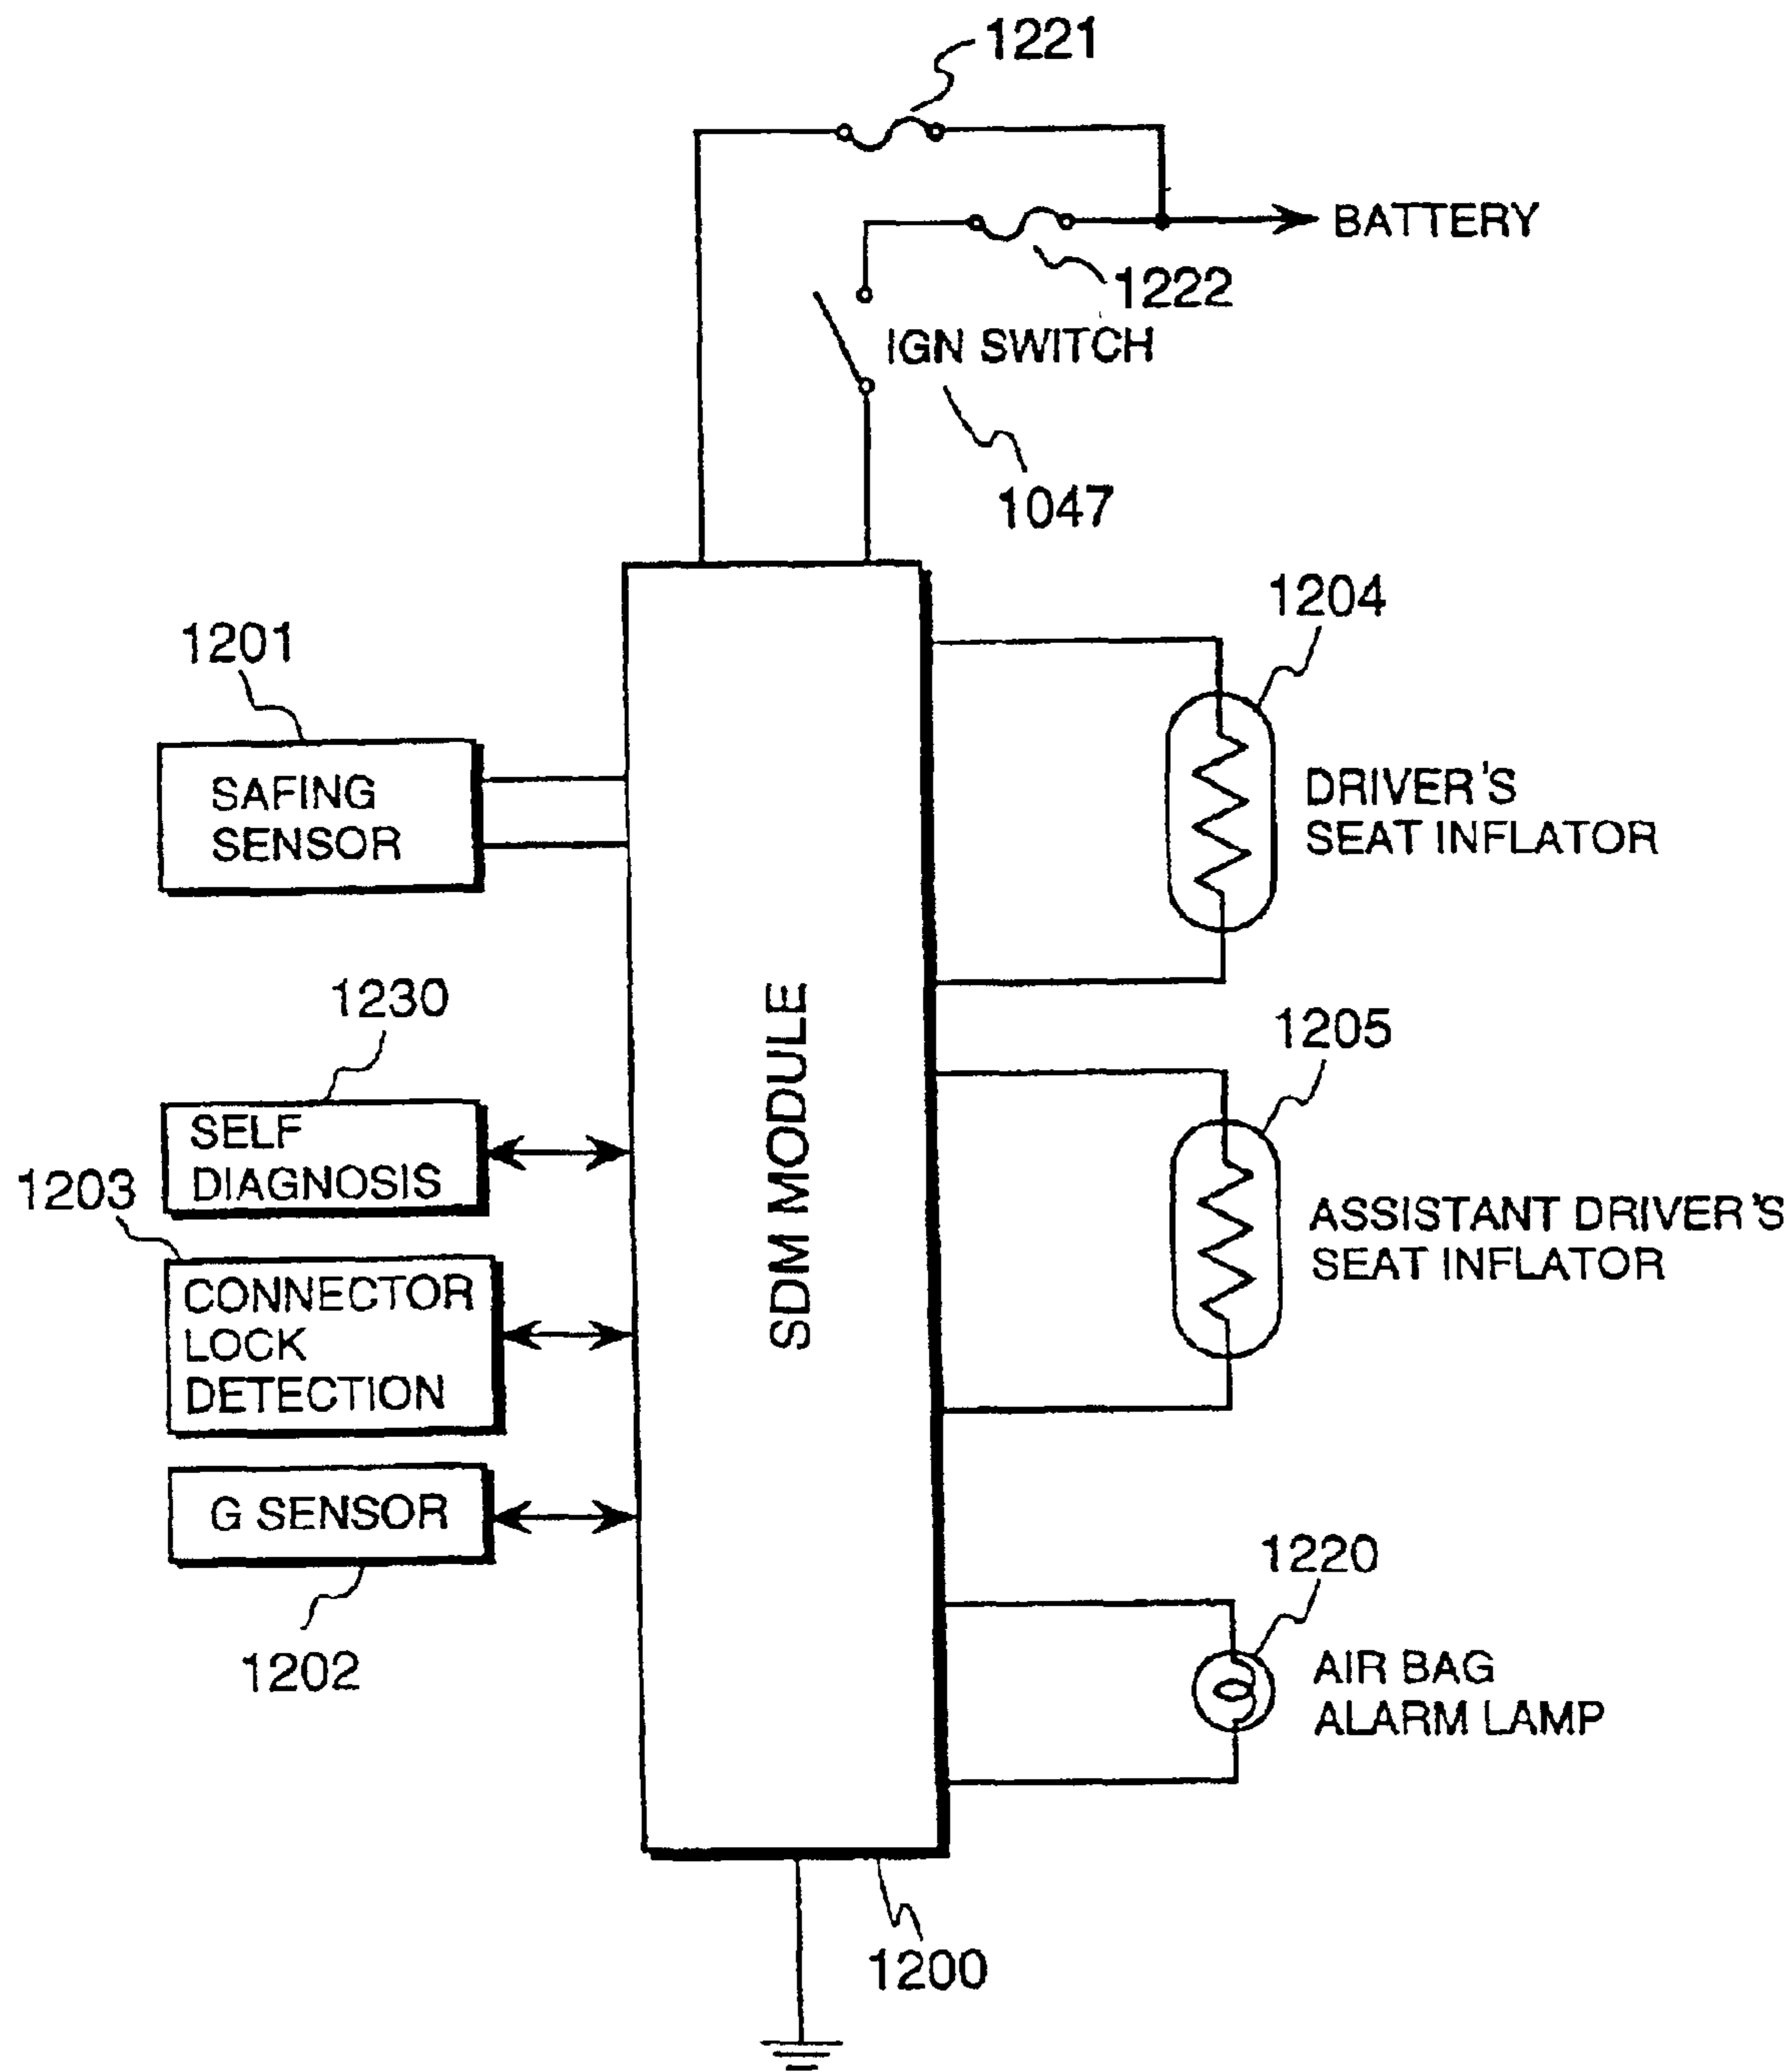 1221
BATTERY
1222
IGN SWITCH
1047
1204
1201
SAFING
SENSOR
DRIVER'S
SEAT INFLATOR
1230
SDM MODULE
1205
SELF
DIAGNOSIS
1203
ASSISTANT DRIVER'S
SEAT INFLATOR
CONNECTOR
LOCK
DETECTION
G SENSOR
1220
1202
AIR BAG
ALARM LAMP
1200